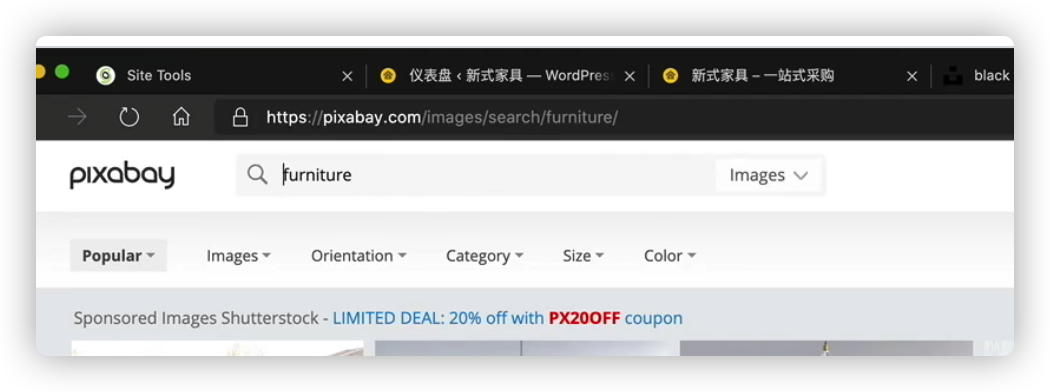 Site Tools
仪表盘 ‹ 新式家具 — WordPres
新式家具 – 一站式采购
black
https://pixabay.com/images/search/furniture/
pixabay
furniture
Images
Popular
Images
Orientation
Category
Size
Color
Sponsored Images Shutterstock - LIMITED DEAL: 20% off with PX20OFF coupon